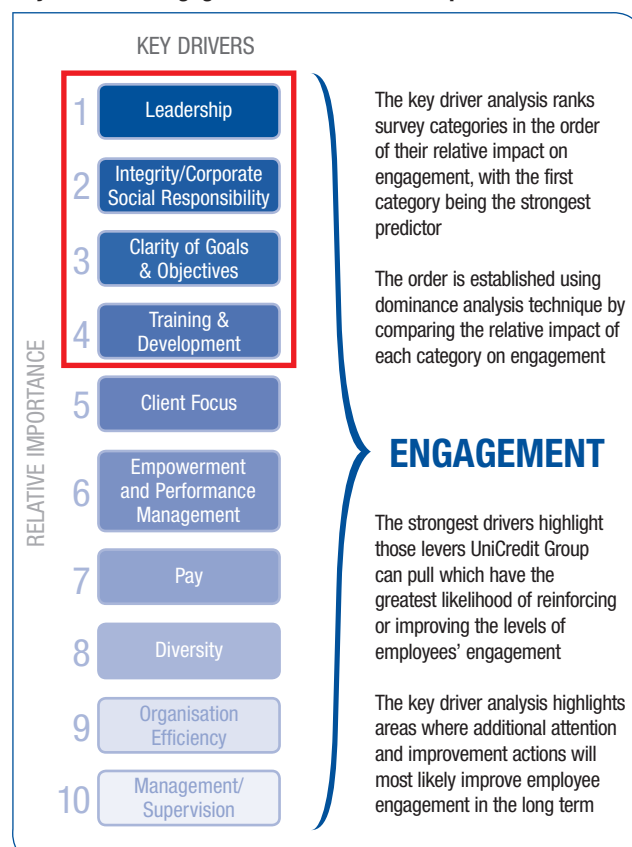 KEY DRIVERS
RELATIVE IMPORTANCE
1 Leadership
2 Integrity/Corporate
Social Responsibility
3 Clarity of Goals
& Objectives
4 Training &
Development
5 Client Focus
6 Empowerment
and Performance
Management
7 Pay
8 Diversity
9 Organisation
Efficiency
10 Management/
Supervision
The key driver analysis ranks
survey categories in the order
of their relative impact on
engagement, with the first
category being the strongest
predictor
The order is established using
dominance analysis technique by
comparing the relative impact of
each category on engagement
ENGAGEMENT
The strongest drivers highlight
those levers UniCredit Group
can pull which have the
greatest likelihood of reinforcing
or improving the levels of
employees’ engagement
The key driver analysis highlights
areas where additional attention
and improvement actions will
most likely improve employee
engagement in the long term